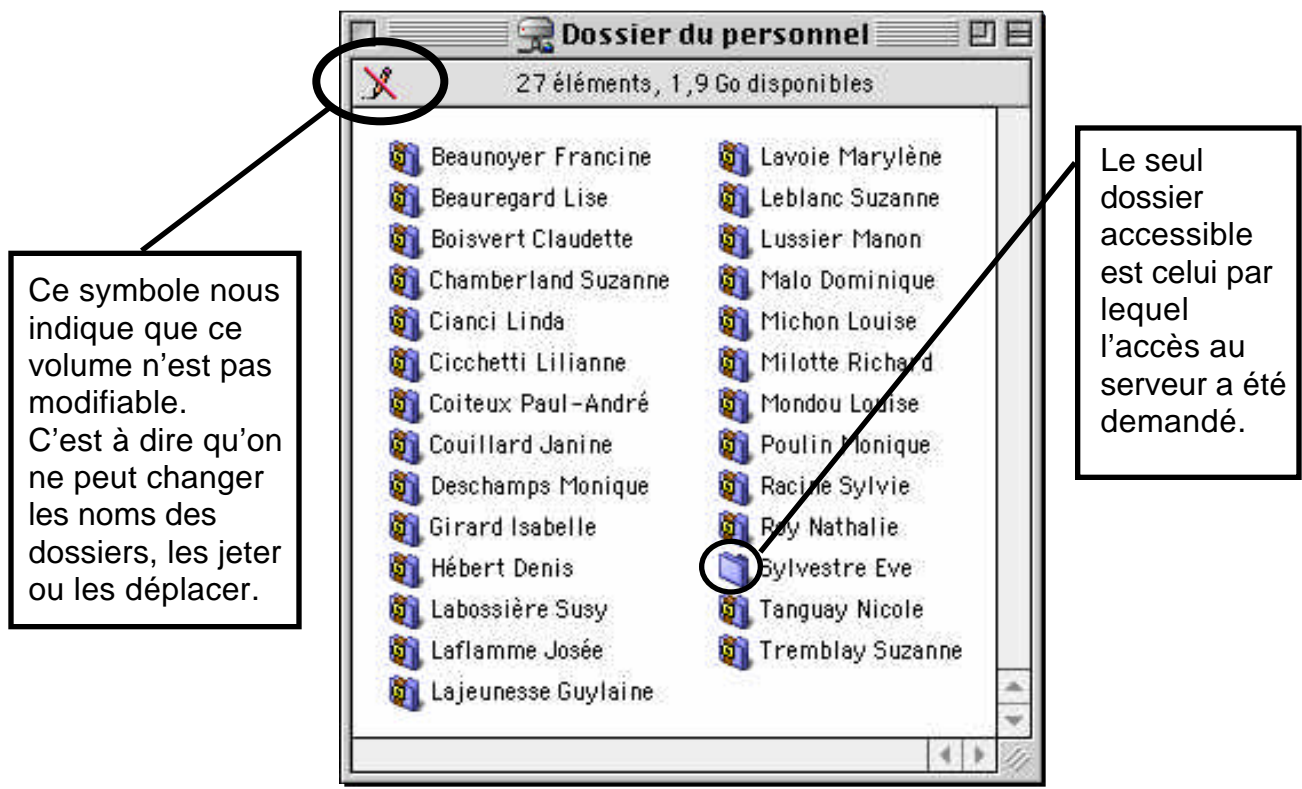 Dossier du personnel
27 éléments, 1,9 Go disponibles
Ce symbole nous
indique que ce
volume n'est pas
modifiable.
C'est à dire qu'on
ne peut changer
les noms des
dossiers, les jeter
ou les déplacer.
Beaunoyer Francine
Beauregard Lise
Boisvert Claudette
Chamberland Suzanne
Cianci Linda
Cicchetti Lilianne
Coiteux Paul-André
Couillard Janine
Deschamps Monique
Girard Isabelle
Hébert Denis
Labossière Susy
Laflamme Josée
Lajeunesse Guylaine
Lavoie Marylène
Leblanc Suzanne
Lussier Manon
Malo Dominique
Michon Louise
Milotte Richard
Mondou Louise
Poulin Monique
Racine Sylvie
Roy Nathalie
Sylvestre Eve
Tanguay Nicole
Tremblay Suzanne
Le seul
dossier
accessible
est celui par
lequel
l'accès au
serveur a été
demandé.